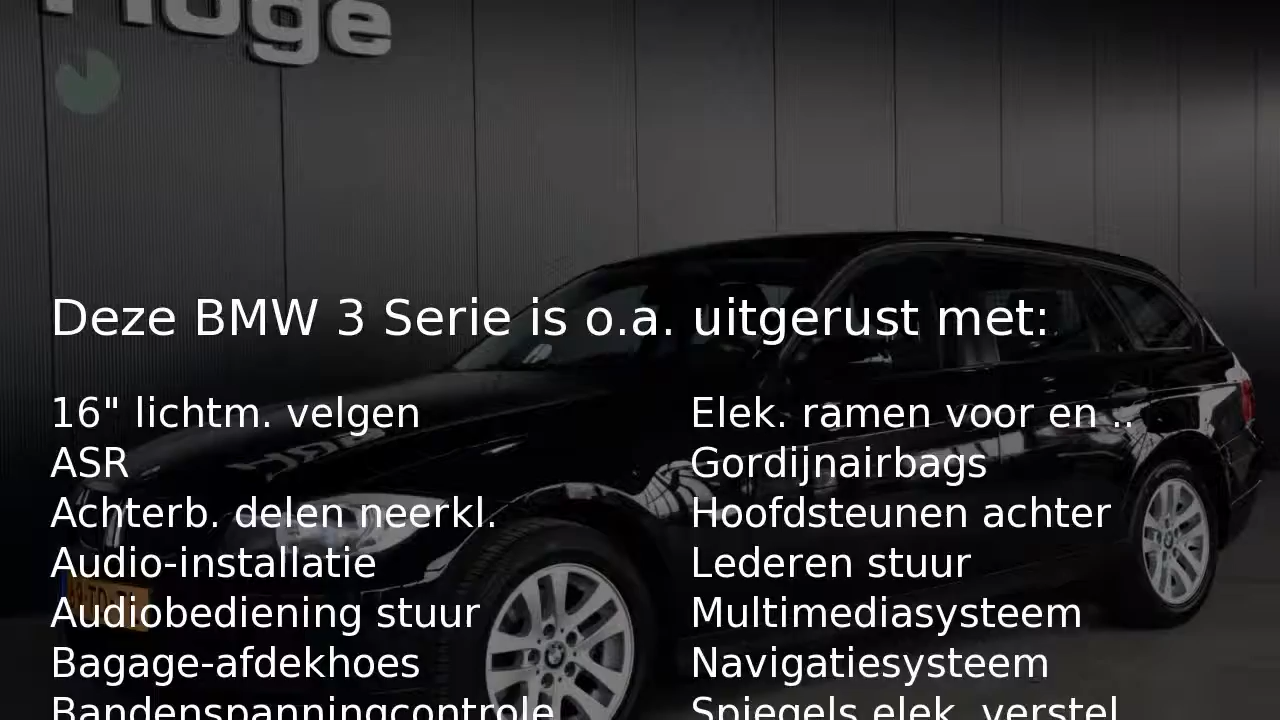 Deze BMW 3 Serie is o.a. uitgerust met:
16" lichtm. velgen
ASR
Achterb. delen neerkl.
Audio-installatie
Audiobediening stuur
Bagage-afdekhoes
Bandenspanningcontrole
Elek. ramen voor en ..
Gordijnairbags
Hoofdsteunen achter
Lederen stuur
Multimediasysteem
Navigatiesysteem
Spiegels elek. verstel